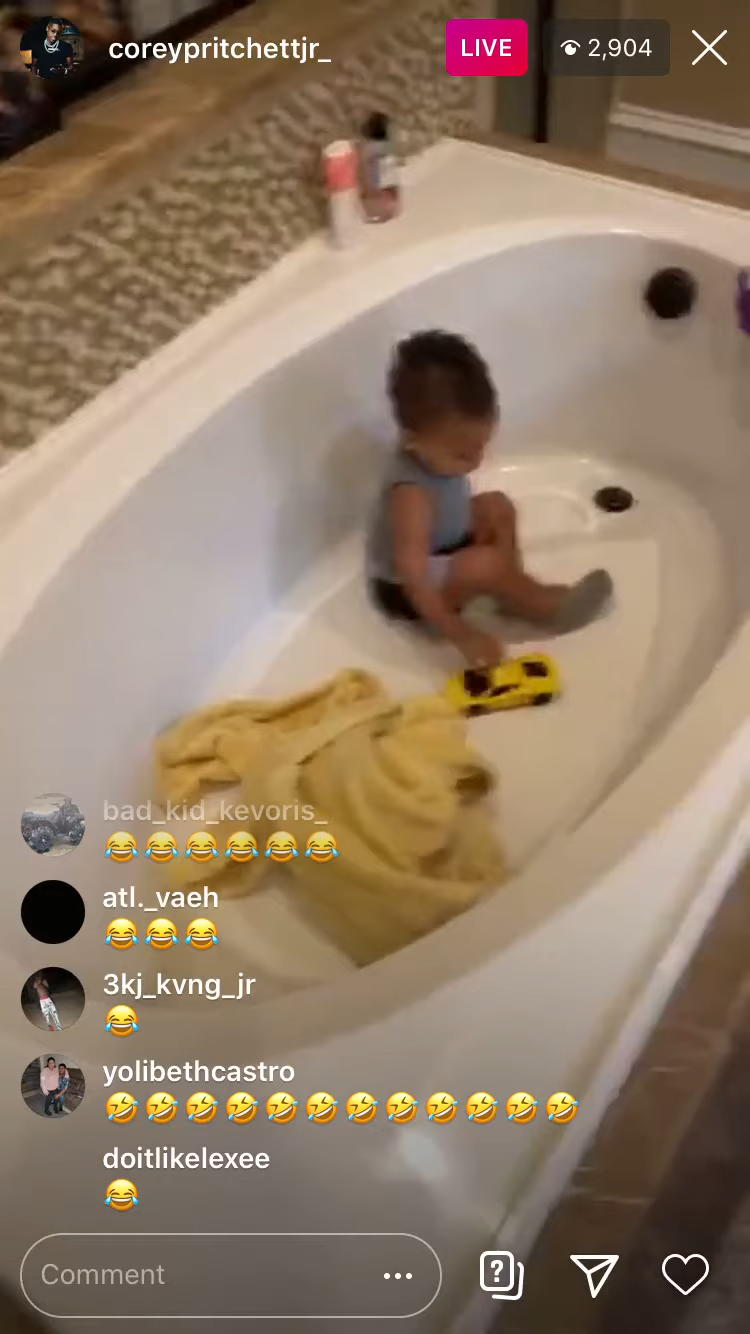 coreypritchettjr_ LIVE 2,904
bad_kid_kevoris_
😂😂😂😂😂😂
atl._vaeh
😂😂😂
3kj_kvng_jr
😂
yolibethcastro
🤣🤣🤣🤣🤣🤣🤣🤣🤣🤣🤣🤣
doitlikelexee
😂
Comment